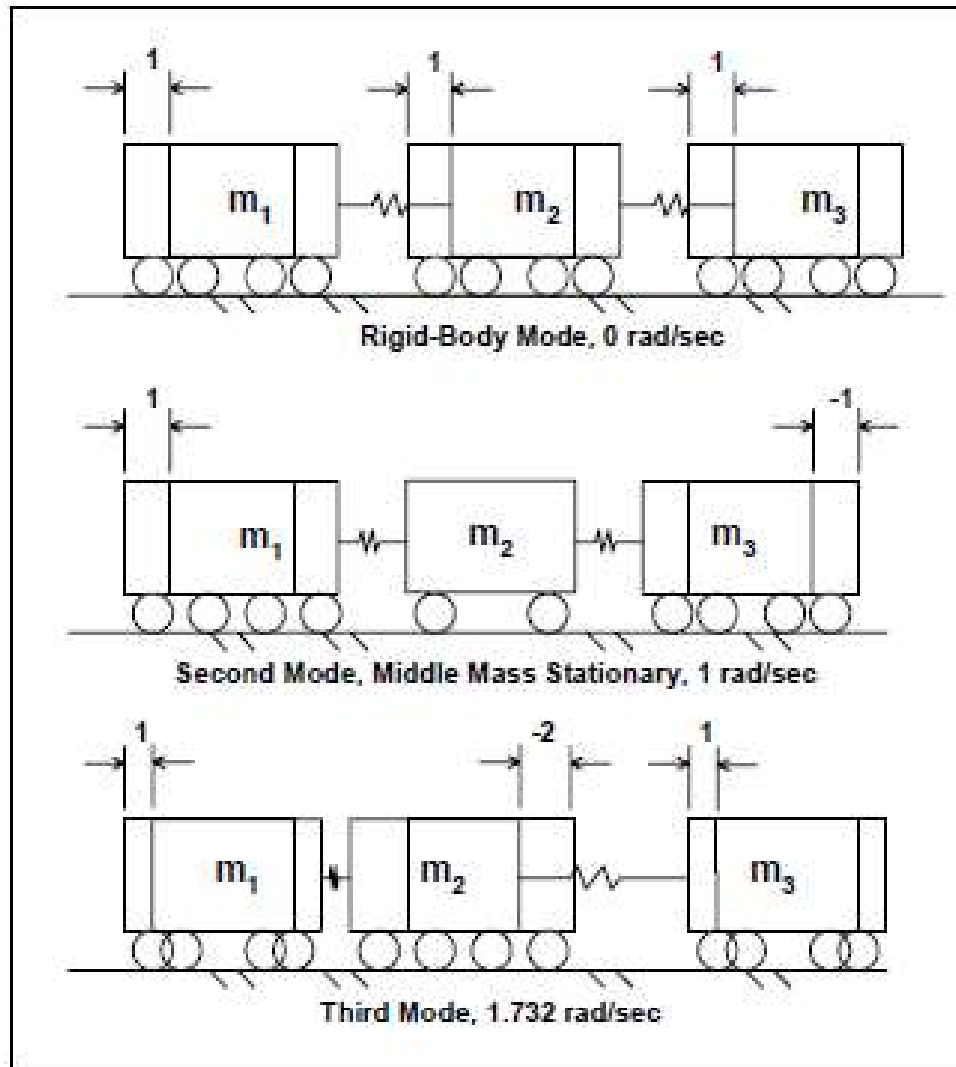 1 1 1
m1 m2 m3
Rigid-Body Mode, 0 rad/sec
1 -1
m1 m2 m3
Second Mode, Middle Mass Stationary, 1 rad/sec
1 -2 1
m1 m2 m3
Third Mode, 1.732 rad/sec